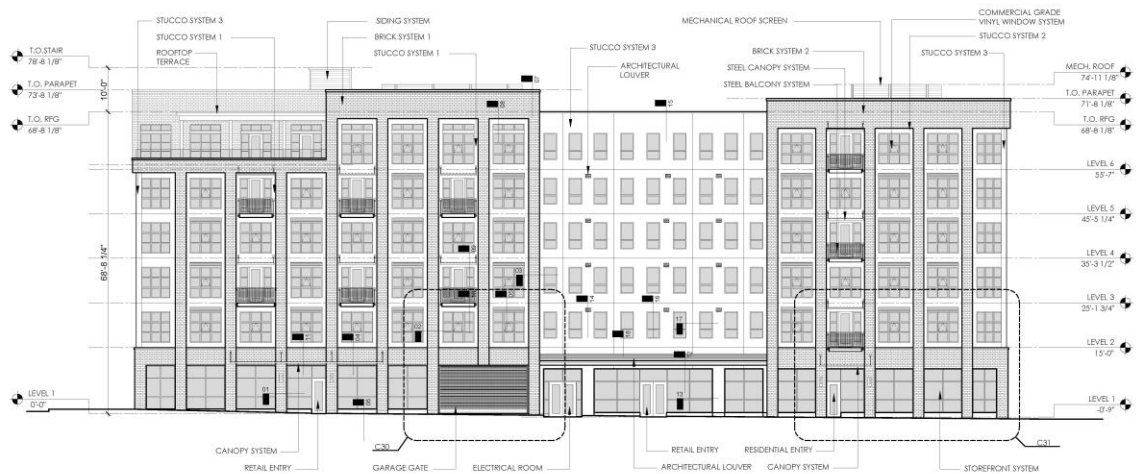 STUCCO SYSTEM 3
STUCCO SYSTEM 1
ROOFTOP
TERRACE
SIDING SYSTEM
BRICK SYSTEM 1
STUCCO SYSTEM 1
STUCCO SYSTEM 3
ARCHITECTURAL
LOUVER
MECHANICAL ROOF SCREEN
BRICK SYSTEM 2
STEEL CANOPY SYSTEM
STEEL BALCONY SYSTEM
COMMERCIAL GRADE
VINYL WINDOW SYSTEM
STUCCO SYSTEM 2
STUCCO SYSTEM 3
T.O.STAIR
78'-8 1/8"
T.O. PARAPET
73'-8 1/8"
T.O. RFG
68'-8 1/8"
10'-0"
68'-8 1/4"
LEVEL 1
0'-0"
MECH. ROOF
74'-11 1/8"
T.O. PARAPET
71'-8 1/8"
T.O. RFG
68'-8 1/8"
LEVEL 6
55'-7"
LEVEL 5
45'-5 1/4"
LEVEL 4
35'-3 1/2"
LEVEL 3
25'-1 3/4"
LEVEL 2
15'-0"
LEVEL 1
-0'-9"
03
02
17
01
13
C30
C31
CANOPY SYSTEM
RETAIL ENTRY
GARAGE GATE
ELECTRICAL ROOM
RETAIL ENTRY
ARCHITECTURAL LOUVER
RESIDENTIAL ENTRY
CANOPY SYSTEM
STOREFRONT SYSTEM